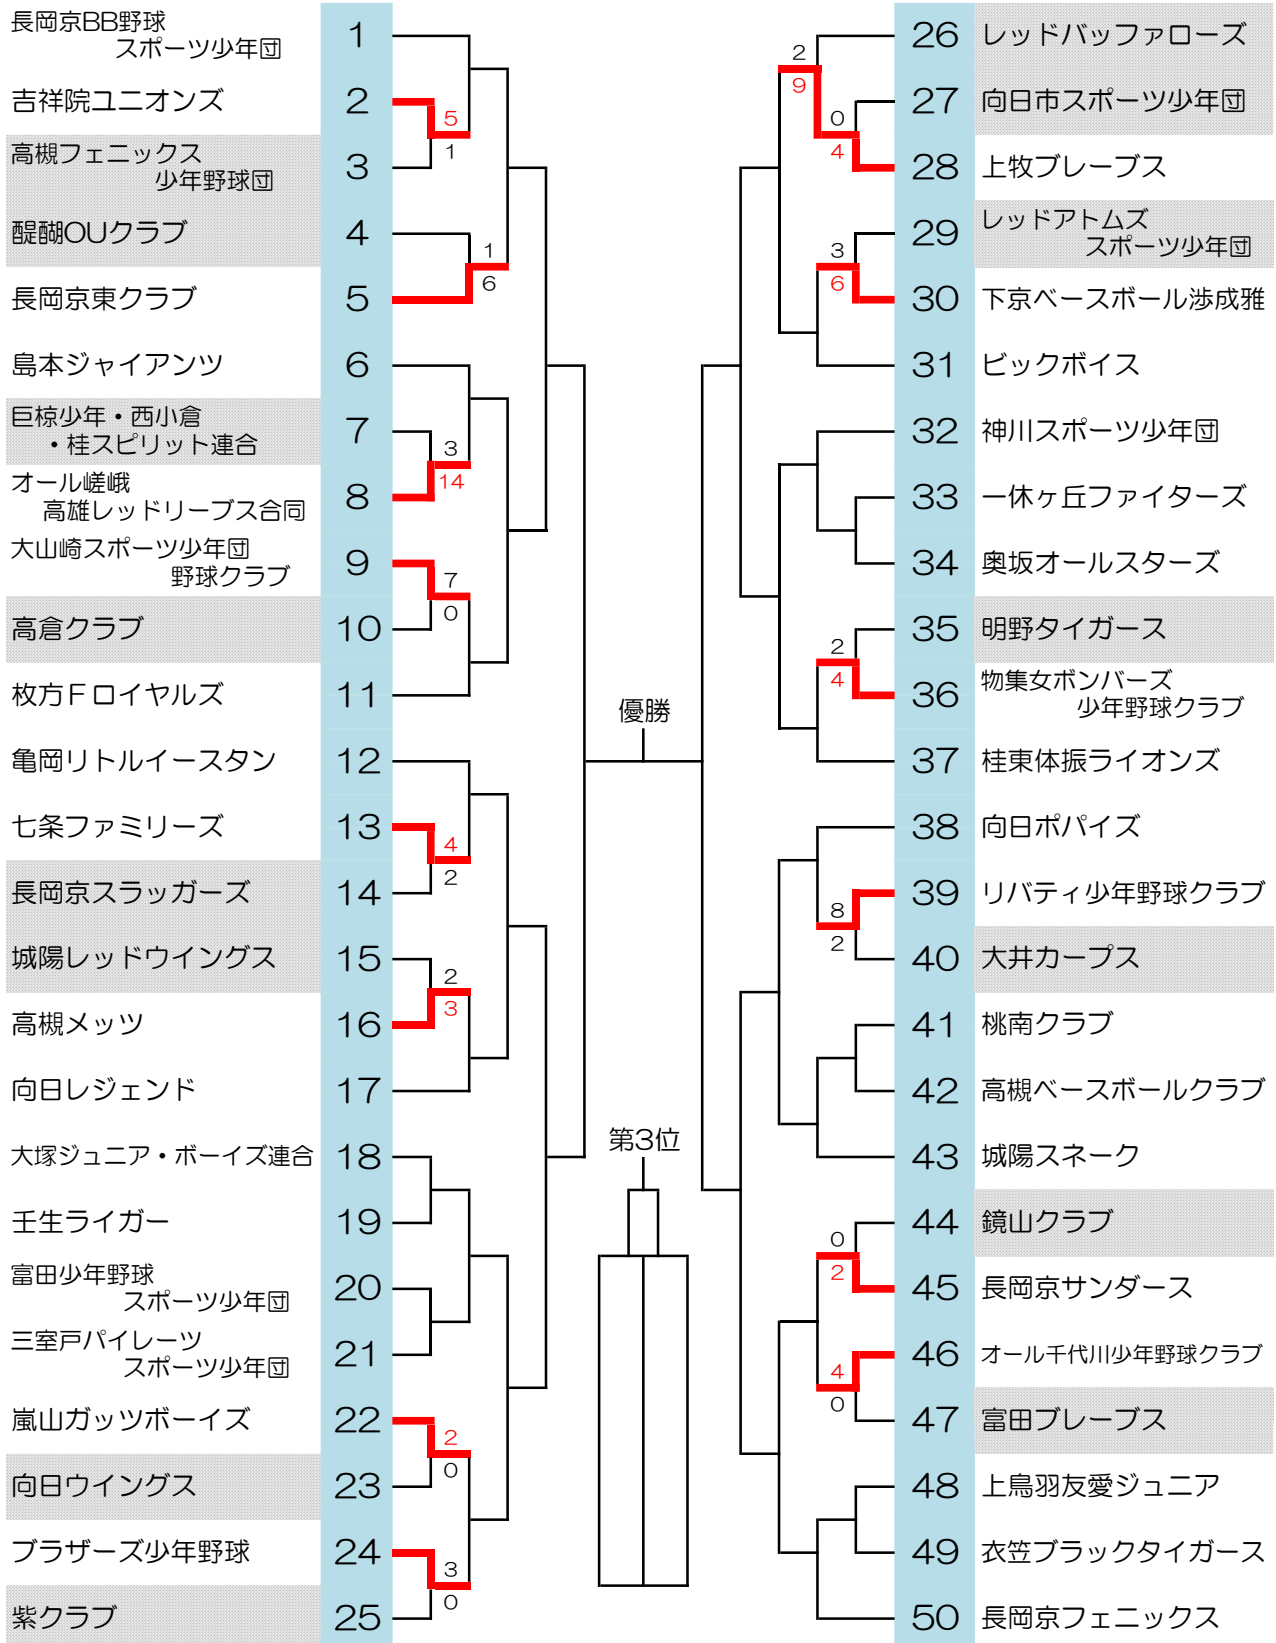 長岡京BB野球
スポーツ少年団
1
吉祥院ユニオンズ
2
5
高槻フェニックス
少年野球団
3
1
醍醐OUクラブ
4
1
長岡京東クラブ
5
6
島本ジャイアンツ
6
巨椋少年・西小倉
・桂スピリット連合
7
3
オール嵯峨
高雄レッドリーブス合同
8
14
大山崎スポーツ少年団
野球クラブ
9
7
高倉クラブ
10
0
枚方Fロイヤルズ
11
亀岡リトルイースタン
12
七条ファミリーズ
13
4
長岡京スラッガーズ
14
2
城陽レッドウイングス
15
2
高槻メッツ
16
3
向日レジェンド
17
大塚ジュニア・ボーイズ連合
18
壬生ライガー
19
富田少年野球
スポーツ少年団
20
三室戸パイレーツ
スポーツ少年団
21
嵐山ガッツボーイズ
22
2
向日ウイングス
23
0
ブラザーズ少年野球
24
3
紫クラブ
25
0
優勝
第3位
26
レッドバッファローズ
2
9
27
向日市スポーツ少年団
0
4
28
上牧ブレーブス
29
レッドアトムズ
スポーツ少年団
3
6
30
下京ベースボール渉成雅
31
ビックボイス
32
神川スポーツ少年団
33
一休ヶ丘ファイターズ
34
奥坂オールスターズ
35
明野タイガース
2
4
36
物集女ボンバーズ
少年野球クラブ
37
桂東体振ライオンズ
38
向日ポパイズ
39
リバティ少年野球クラブ
8
2
40
大井カープス
41
桃南クラブ
42
高槻ベースボールクラブ
43
城陽スネーク
44
鏡山クラブ
0
2
45
長岡京サンダース
46
オール千代川少年野球クラブ
4
0
47
富田ブレーブス
48
上鳥羽友愛ジュニア
49
衣笠ブラックタイガース
50
長岡京フェニックス